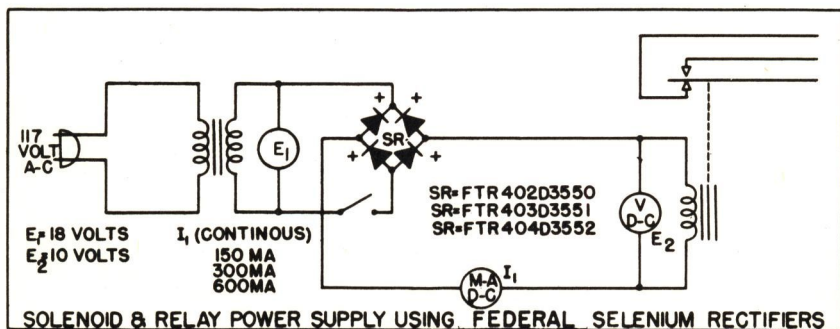 117
VOLT
A-C
E₁
+ +
SR
+ +
E₁=18 VOLTS
E₂=10 VOLTS
I₁ (CONTINOUS)
150 MA
300MA
600MA
SR=FTR402D3550
SR=FTR403D3551
SR=FTR404D3552
V
D-C
E₂
M-A
D-C
I₁
SOLENOID & RELAY POWER SUPPLY USING FEDERAL SELENIUM RECTIFIERS